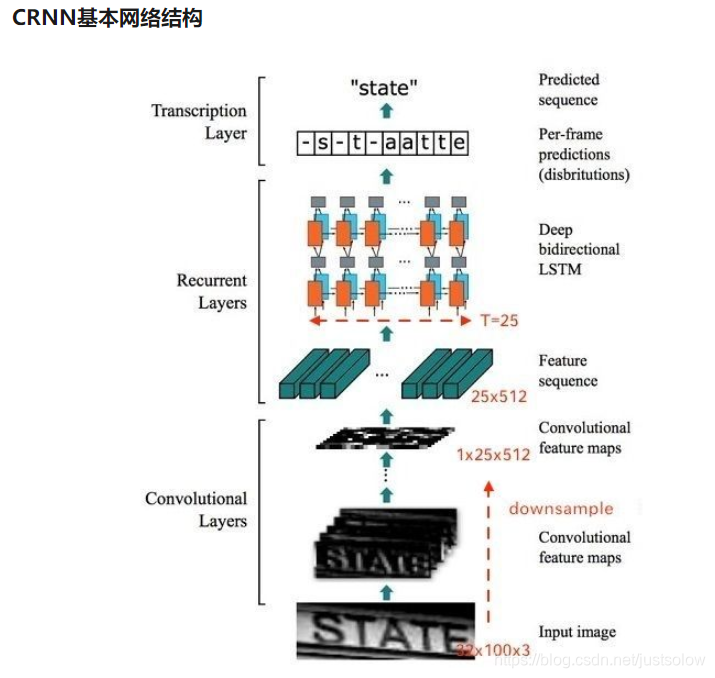 CRNN基本网络结构
"state"
Predicted
sequence
Transcription
Layer
-s-t-aatte
Per-frame
predictions
(disbritutions)
Deep
bidirectional
LSTM
Recurrent
Layers
T=25
Feature
sequence
25x512
Convolutional
feature maps
1x25x512
Convolutional
Layers
downsample
Convolutional
feature maps
STATE
STATE
Input image
32x100x3
https://blog.csdn.net/justsolow